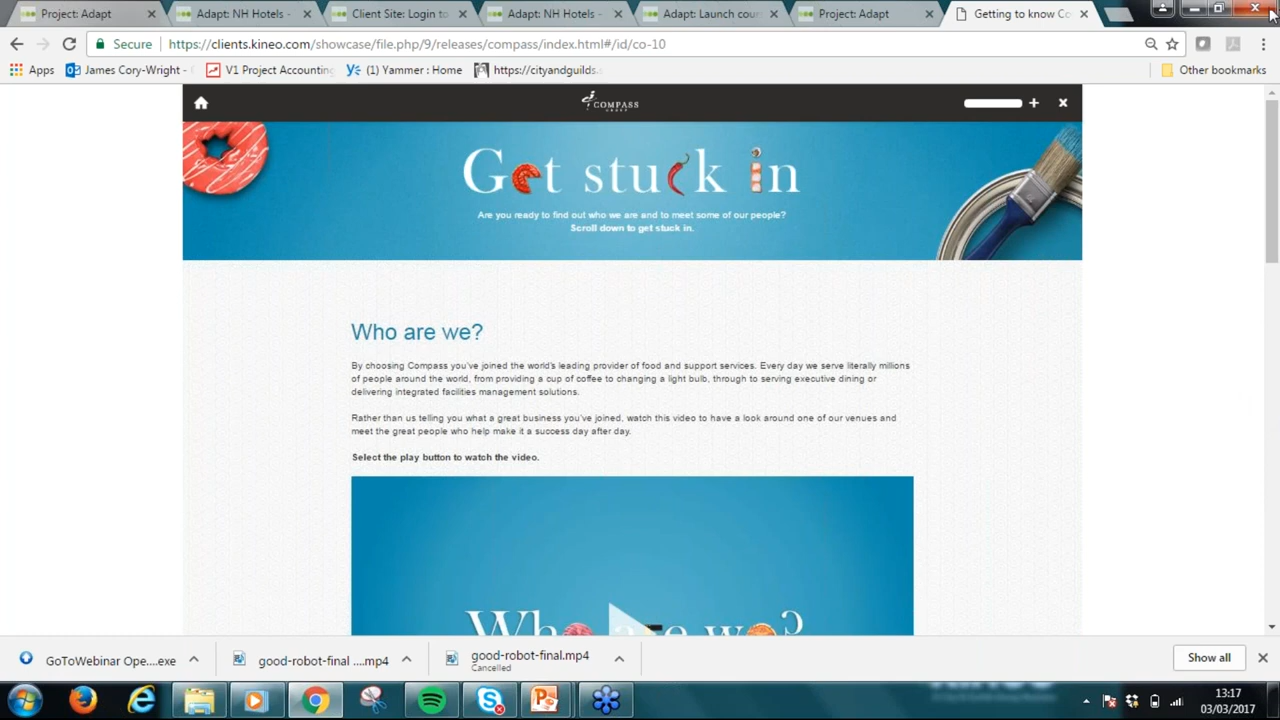 Project: Adapt
Adapt: NH Hotels -
Client Site: Login to
Adapt: NH Hotels -
Adapt: Launch coun
Project: Adapt
Getting to know Co
Secure https://clients.kineo.com/showcase/file.php/9/releases/compass/index.html#/id/co-10
Apps
James Cory-Wright -
V1 Project Accounting
(1) Yammer : Home
https://cityandguilds.
Other bookmarks
COMPASS
GROUP
Get stuck in
Are you ready to find out who we are and to meet some of our people?
Scroll down to get stuck in.
Who are we?
By choosing Compass you've joined the world's leading provider of food and support services. Every day we serve literally millions
of people around the world, from providing a cup of coffee to changing a light bulb, through to serving executive dining or
delivering integrated facilities management solutions.
Rather than us telling you what a great business you've joined, watch this video to have a look around one of our venues and
meet the great people who help make it a success day after day.
Select the play button to watch the video.
Who are we?
GoToWebinar Ope....exe
good-robot-final ....mp4
good-robot-final.mp4
Cancelled
Show all
13:17
03/03/2017